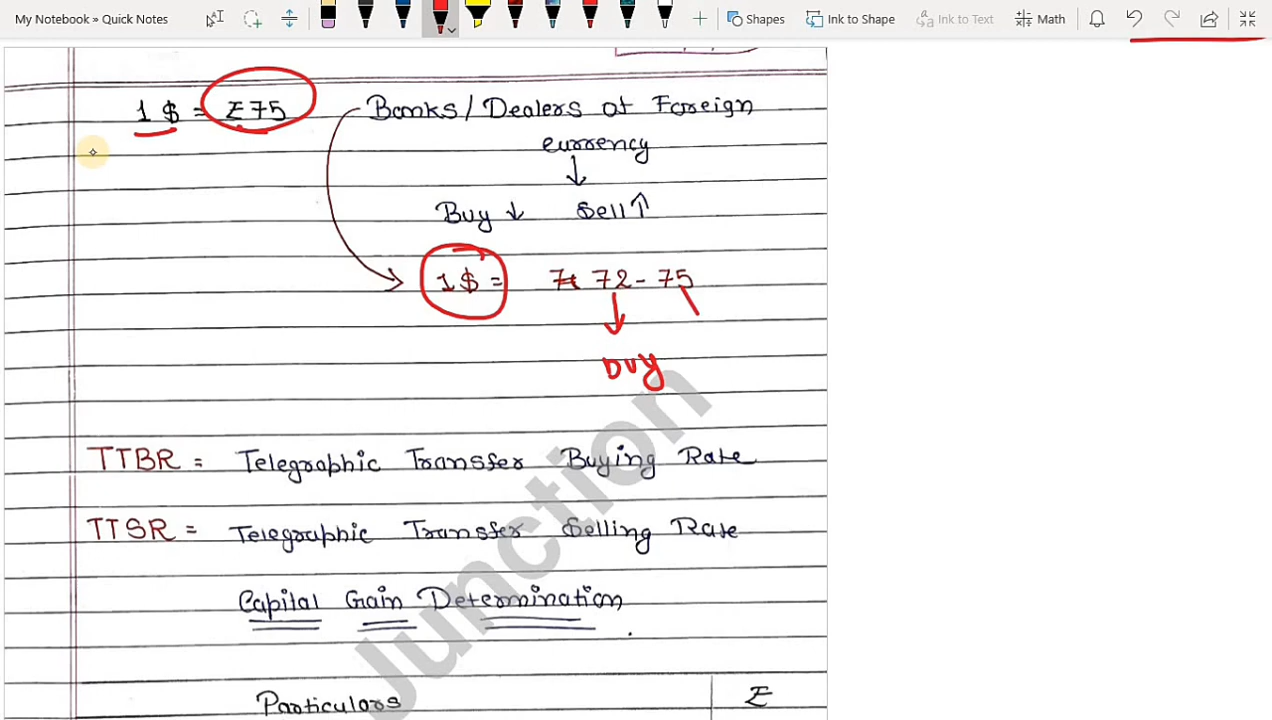 My Notebook » Quick Notes
Shapes
Ink to Shape
Ink to Text
Math
1 $ = ₹75
Banks/Dealers of Foreign
currency
↓
Buy ↓ Sell ↑
1 $ = 72 - 75
↓
buy
TTBR = Telegraphic Transfer Buying Rate
TTSR = Telegraphic Transfer Selling Rate
Capital Gain Determination
Junction
Particulars ₹